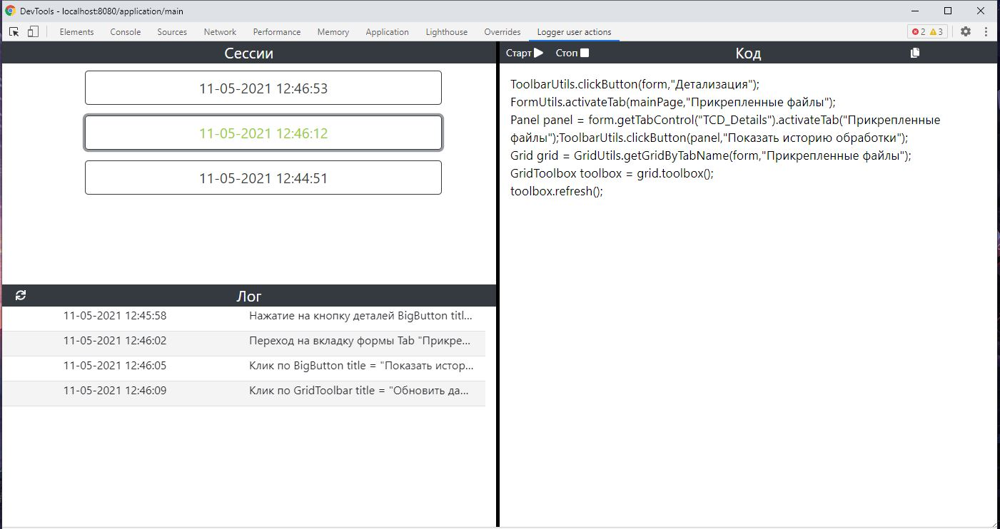 DevTools - localhost:8080/application/main
Elements Console Sources Network Performance Memory Application Lighthouse Overrides Logger user actions 2 3
Сессии
11-05-2021 12:46:53
11-05-2021 12:46:12
11-05-2021 12:44:51
Лог
11-05-2021 12:45:58 Нажатие на кнопку деталей BigButton titl...
11-05-2021 12:46:02 Переход на вкладку формы Tab "Прикре...
11-05-2021 12:46:05 Клик по BigButton title = "Показать истор...
11-05-2021 12:46:09 Клик по GridToolbar title = "Обновить да...
Старт Стоп Код
ToolbarUtils.clickButton(form,"Детализация");
FormUtils.activateTab(mainPage,"Прикрепленные файлы");
Panel panel = form.getTabControl("TCD_Details").activateTab("Прикрепленные
файлы");ToolbarUtils.clickButton(panel,"Показать историю обработки");
Grid grid = GridUtils.getGridByTabName(form,"Прикрепленные файлы");
GridToolbox toolbox = grid.toolbox();
toolbox.refresh();